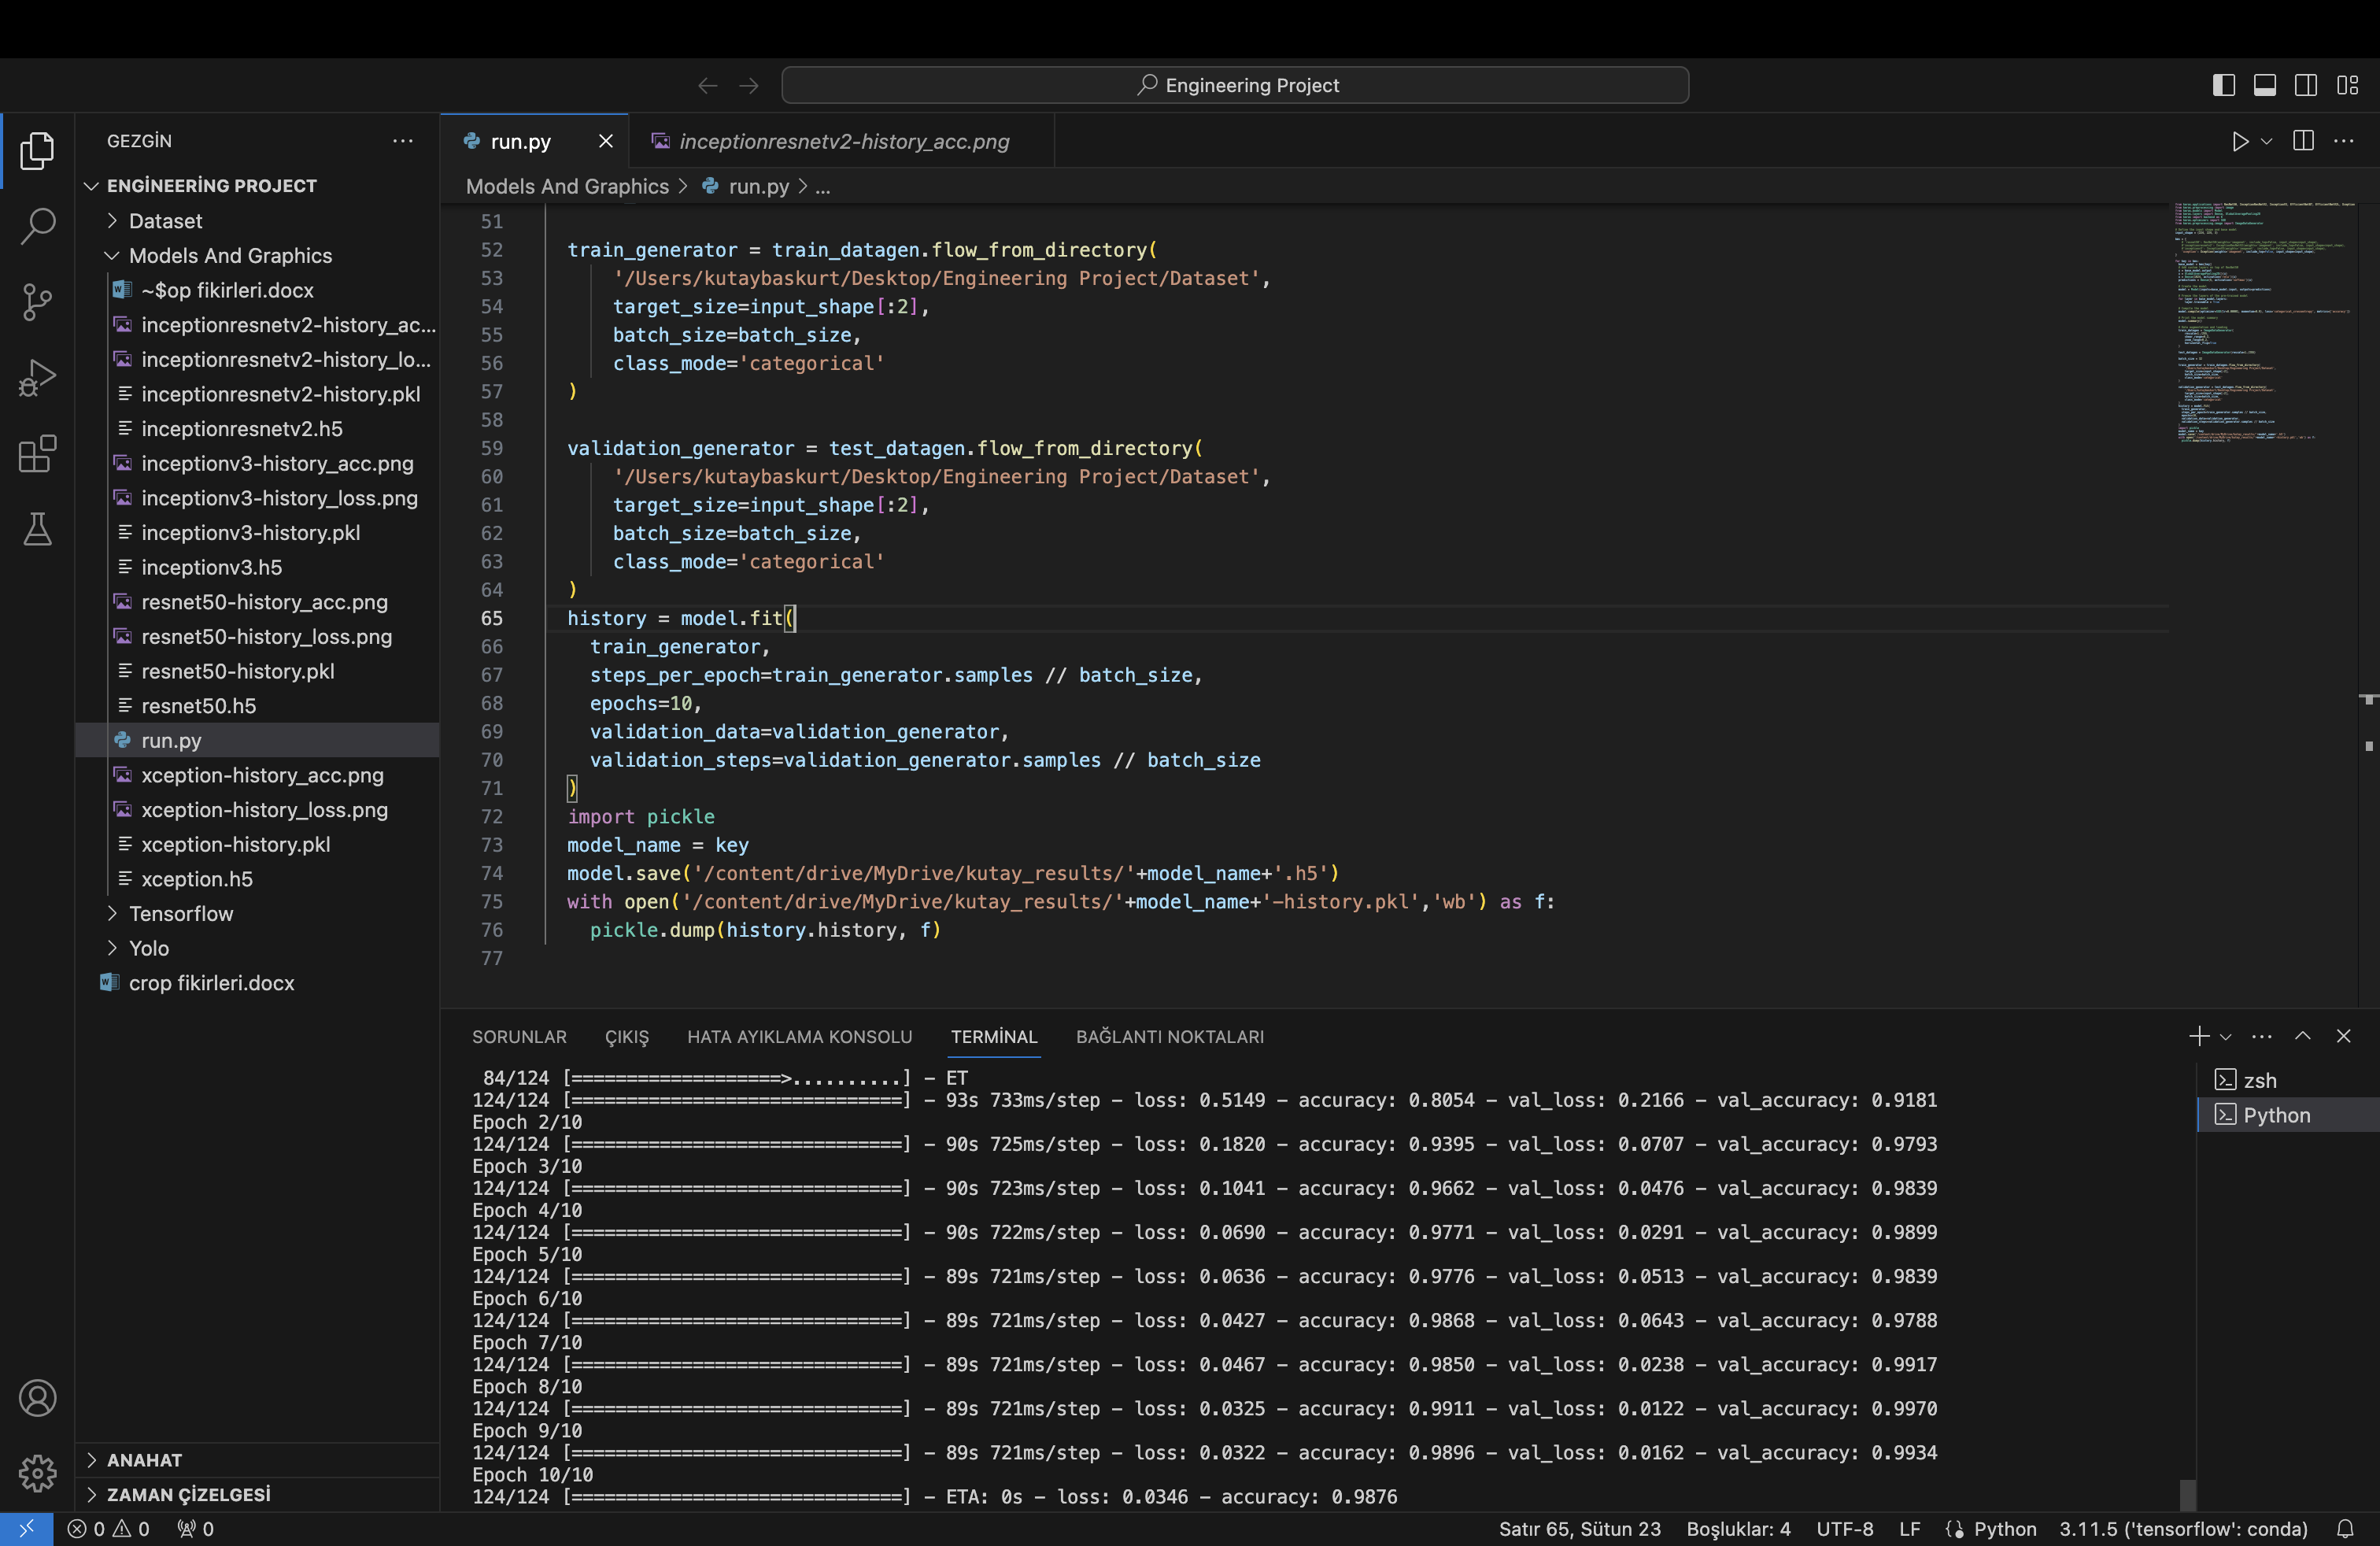 Engineering Project
GEZGİN
ENGİNEERİNG PROJECT
Dataset
Models And Graphics
~$op fikirleri.docx
inceptionresnetv2-history_ac...
inceptionresnetv2-history_lo...
inceptionresnetv2-history.pkl
inceptionresnetv2.h5
inceptionv3-history_acc.png
inceptionv3-history_loss.png
inceptionv3-history.pkl
inceptionv3.h5
resnet50-history_acc.png
resnet50-history_loss.png
resnet50-history.pkl
resnet50.h5
run.py
xception-history_acc.png
xception-history_loss.png
xception-history.pkl
xception.h5
Tensorflow
Yolo
crop fikirleri.docx
ANAHAT
ZAMAN ÇİZELGESİ
run.py
inceptionresnetv2-history_acc.png
Models And Graphics > run.py > ...
51
52 train_generator = train_datagen.flow_from_directory(
53 '/Users/kutaybaskurt/Desktop/Engineering Project/Dataset',
54 target_size=input_shape[:2],
55 batch_size=batch_size,
56 class_mode='categorical'
57 )
58
59 validation_generator = test_datagen.flow_from_directory(
60 '/Users/kutaybaskurt/Desktop/Engineering Project/Dataset',
61 target_size=input_shape[:2],
62 batch_size=batch_size,
63 class_mode='categorical'
64 )
65 history = model.fit(
66 train_generator,
67 steps_per_epoch=train_generator.samples // batch_size,
68 epochs=10,
69 validation_data=validation_generator,
70 validation_steps=validation_generator.samples // batch_size
71 )
72 import pickle
73 model_name = key
74 model.save('/content/drive/MyDrive/kutay_results/'+model_name+'.h5')
75 with open('/content/drive/MyDrive/kutay_results/'+model_name+'-history.pkl','wb') as f:
76 pickle.dump(history.history, f)
77
SORUNLAR ÇIKIŞ HATA AYIKLAMA KONSOLU TERMİNAL BAĞLANTI NOKTALARI
84/124 [===================>..........] - ET
124/124 [==============================] - 93s 733ms/step - loss: 0.5149 - accuracy: 0.8054 - val_loss: 0.2166 - val_accuracy: 0.9181
Epoch 2/10
124/124 [==============================] - 90s 725ms/step - loss: 0.1820 - accuracy: 0.9395 - val_loss: 0.0707 - val_accuracy: 0.9793
Epoch 3/10
124/124 [==============================] - 90s 723ms/step - loss: 0.1041 - accuracy: 0.9662 - val_loss: 0.0476 - val_accuracy: 0.9839
Epoch 4/10
124/124 [==============================] - 90s 722ms/step - loss: 0.0690 - accuracy: 0.9771 - val_loss: 0.0291 - val_accuracy: 0.9899
Epoch 5/10
124/124 [==============================] - 89s 721ms/step - loss: 0.0636 - accuracy: 0.9776 - val_loss: 0.0513 - val_accuracy: 0.9839
Epoch 6/10
124/124 [==============================] - 89s 721ms/step - loss: 0.0427 - accuracy: 0.9868 - val_loss: 0.0643 - val_accuracy: 0.9788
Epoch 7/10
124/124 [==============================] - 89s 721ms/step - loss: 0.0467 - accuracy: 0.9850 - val_loss: 0.0238 - val_accuracy: 0.9917
Epoch 8/10
124/124 [==============================] - 89s 721ms/step - loss: 0.0325 - accuracy: 0.9911 - val_loss: 0.0122 - val_accuracy: 0.9970
Epoch 9/10
124/124 [==============================] - 89s 721ms/step - loss: 0.0322 - accuracy: 0.9896 - val_loss: 0.0162 - val_accuracy: 0.9934
Epoch 10/10
124/124 [==============================] - ETA: 0s - loss: 0.0346 - accuracy: 0.9876
zsh
Python
0 0 0
Satır 65, Sütun 23 Boşluklar: 4 UTF-8 LF Python 3.11.5 ('tensorflow': conda)